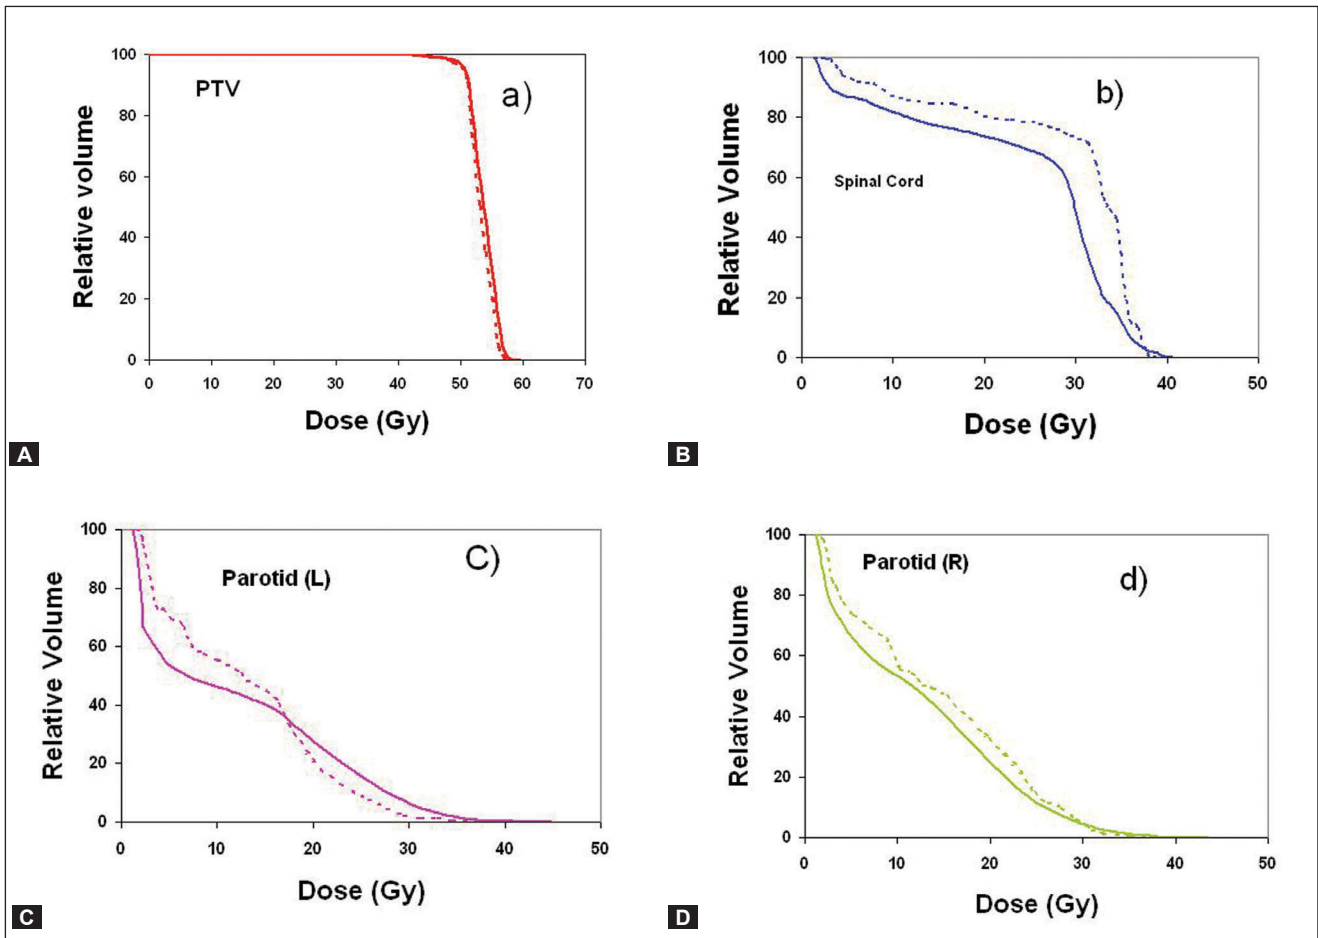 PTV
a)
Relative volume
100
80
60
40
20
0
0 10 20 30 40 50 60 70
Dose (Gy)
A
b)
Spinal Cord
Relative Volume
100
80
60
40
20
0
0 10 20 30 40 50
Dose (Gy)
B
C)
Parotid (L)
Relative Volume
100
80
60
40
20
0
0 10 20 30 40 50
Dose (Gy)
C
Parotid (R)
d)
Relative Volume
100
80
60
40
20
0
0 10 20 30 40 50
Dose (Gy)
D